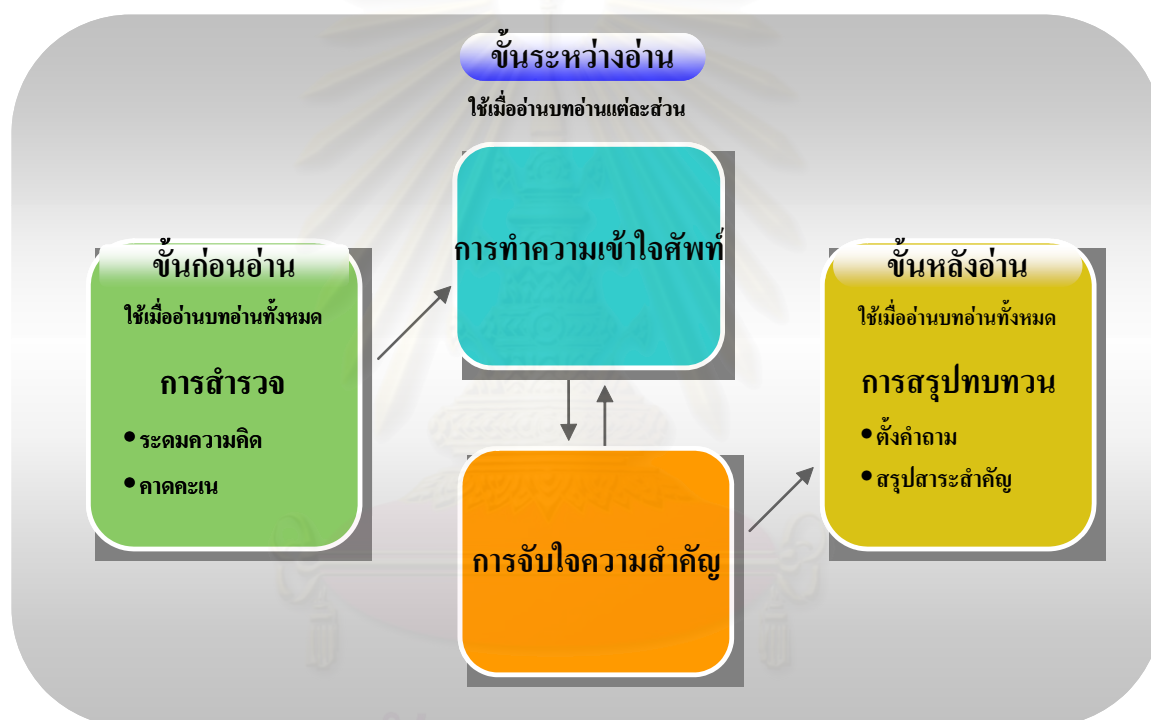 ขั้นระหว่างอ่าน
ใช้เมื่ออ่านบทอ่านแต่ละส่วน
การทำความเข้าใจศัพท์
ขั้นก่อนอ่าน
ใช้เมื่ออ่านบทอ่านทั้งหมด
การสำรวจ
• ระดมความคิด
• คาดคะเน
การจับใจความสำคัญ
ขั้นหลังอ่าน
ใช้เมื่ออ่านบทอ่านทั้งหมด
การสรุปทบทวน
• ตั้งคำถาม
• สรุปสาระสำคัญ